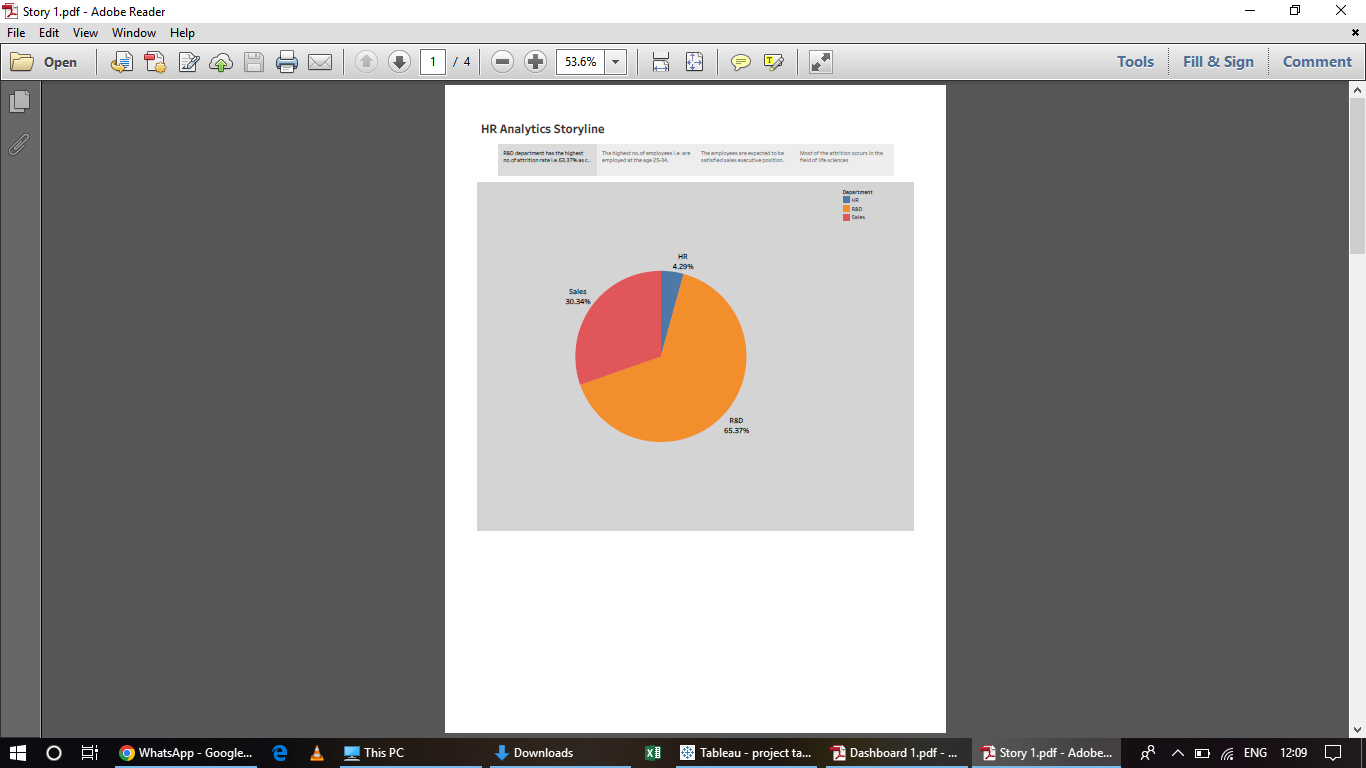 Story 1.pdf - Adobe Reader
File Edit View Window Help
Open
1 / 4
53.6%
Tools Fill & Sign Comment
HR Analytics Storyline
R&D department has the highest
no.of attrition rate i.e.63.37% as c..
The highest no.of employees i.e. are
employed at the age 25-34.
The employees are expected to be
satisfied sales executive position.
Most of the attrition occurs in the
field of life sciences
Department
HR
R&D
Sales
HR
4.29%
Sales
30.34%
R&D
65.37%
WhatsApp - Google...
This PC
Downloads
Tableau - project ta...
Dashboard 1.pdf - ...
Story 1.pdf - Adobe...
ENG
12:09